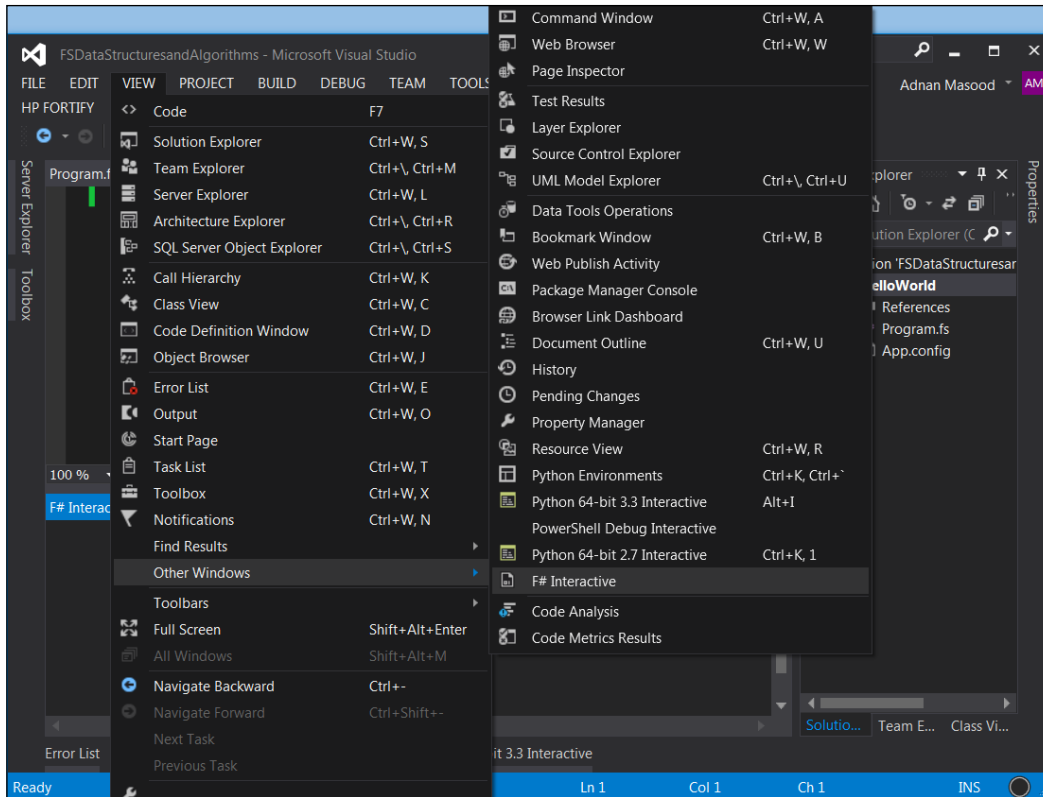 FSDataStructuresandAlgorithms - Microsoft Visual Studio
FILE EDIT VIEW PROJECT BUILD DEBUG TEAM TOOLS
HP FORTIFY
Adnan Masood
AM
Server Explorer
Toolbox
Program.f
100 %
F# Interac
Code F7
Solution Explorer Ctrl+W, S
Team Explorer Ctrl+\, Ctrl+M
Server Explorer Ctrl+W, L
Architecture Explorer Ctrl+\, Ctrl+R
SQL Server Object Explorer Ctrl+\, Ctrl+S
Call Hierarchy Ctrl+W, K
Class View Ctrl+W, C
Code Definition Window Ctrl+W, D
Object Browser Ctrl+W, J
Error List Ctrl+W, E
Output Ctrl+W, O
Start Page
Task List Ctrl+W, T
Toolbox Ctrl+W, X
Notifications Ctrl+W, N
Find Results
Other Windows
Toolbars
Full Screen Shift+Alt+Enter
All Windows Shift+Alt+M
Navigate Backward Ctrl+-
Navigate Forward Ctrl+Shift+-
Next Task
Previous Task
Command Window Ctrl+W, A
Web Browser Ctrl+W, W
Page Inspector
Test Results
Layer Explorer
Source Control Explorer
UML Model Explorer Ctrl+\, Ctrl+U
Data Tools Operations
Bookmark Window Ctrl+W, B
Web Publish Activity
Package Manager Console
Browser Link Dashboard
Document Outline Ctrl+W, U
History
Pending Changes
Property Manager
Resource View Ctrl+W, R
Python Environments Ctrl+K, Ctrl+`
Python 64-bit 3.3 Interactive Alt+I
PowerShell Debug Interactive
Python 64-bit 2.7 Interactive Ctrl+K, 1
F# Interactive
Code Analysis
Code Metrics Results
xplorer
ution Explorer (C
ion 'FSDataStructuresar
elloWorld
References
Program.fs
App.config
Properties
Solutio... Team E... Class Vi...
Error List
it 3.3 Interactive
Ready Ln 1 Col 1 Ch 1 INS